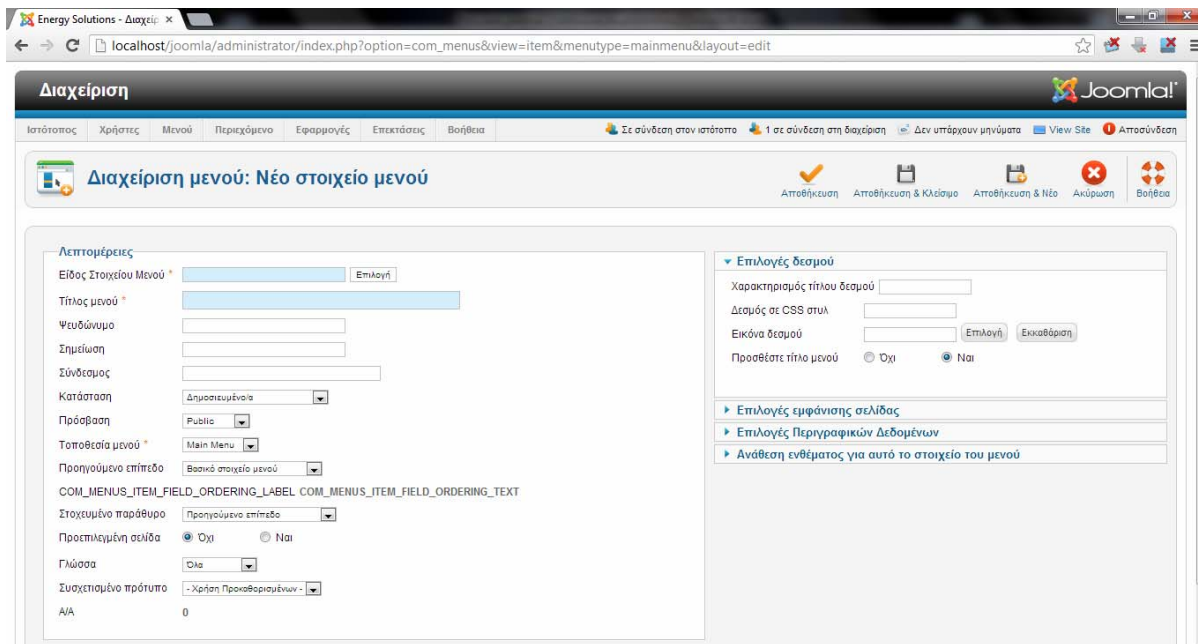 Energy Solutions - Διαχείρ
localhost/joomla/administrator/index.php?option=com_menus&view=item&menutype=mainmenu&layout=edit
Διαχείριση
Joomla!
Ιστότοπος Χρήστες Μενού Περιεχόμενο Εφαρμογές Επεκτάσεις Βοήθεια Σε σύνδεση στον ιστότοπο 1 σε σύνδεση στη διαχείριση Δεν υπάρχουν μηνύματα View Site Αποσύνδεση
Διαχείριση μενού: Νέο στοιχείο μενού
Αποθήκευση Αποθήκευση & Κλείσιμο Αποθήκευση & Νέο Ακύρωση Βοήθεια
Λεπτομέρειες
Είδος Στοιχείου Μενού * Επιλογή
Τίτλος μενού *
Ψευδώνυμο
Σημείωση
Σύνδεσμος
Κατάσταση Δημοσιευμένο/α
Πρόσβαση Public
Τοποθεσία μενού * Main Menu
Προηγούμενο επίπεδο Βασικό στοιχείο μενού
COM_MENUS_ITEM_FIELD_ORDERING_LABEL COM_MENUS_ITEM_FIELD_ORDERING_TEXT
Στοχευμένο παράθυρο Προηγούμενο επίπεδο
Προεπιλεγμένη σελίδα Όχι Ναι
Γλώσσα Όλα
Συσχετισμένο πρότυπο - Χρήση Προκαθορισμένων -
Α/Α 0
Επιλογές δεσμού
Χαρακτηρισμός τίτλου δεσμού
Δεσμός σε CSS στυλ
Εικόνα δεσμού Επιλογή Εκκαθάριση
Προσθέστε τίτλο μενού Όχι Ναι
Επιλογές εμφάνισης σελίδας
Επιλογές Περιγραφικών Δεδομένων
Ανάθεση ενθέματος για αυτό το στοιχείο του μενού